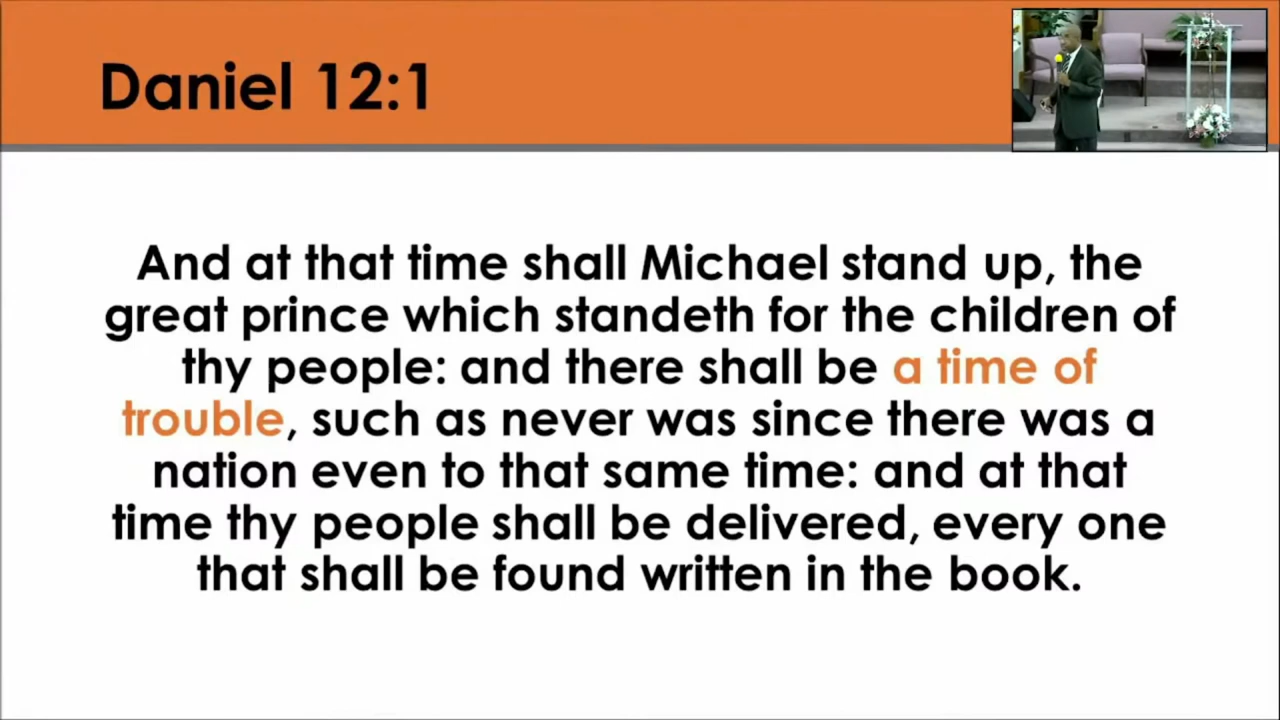 Daniel 12:1
And at that time shall Michael stand up, the
great prince which standeth for the children of
thy people: and there shall be a time of
trouble, such as never was since there was a
nation even to that same time: and at that
time thy people shall be delivered, every one
that shall be found written in the book.